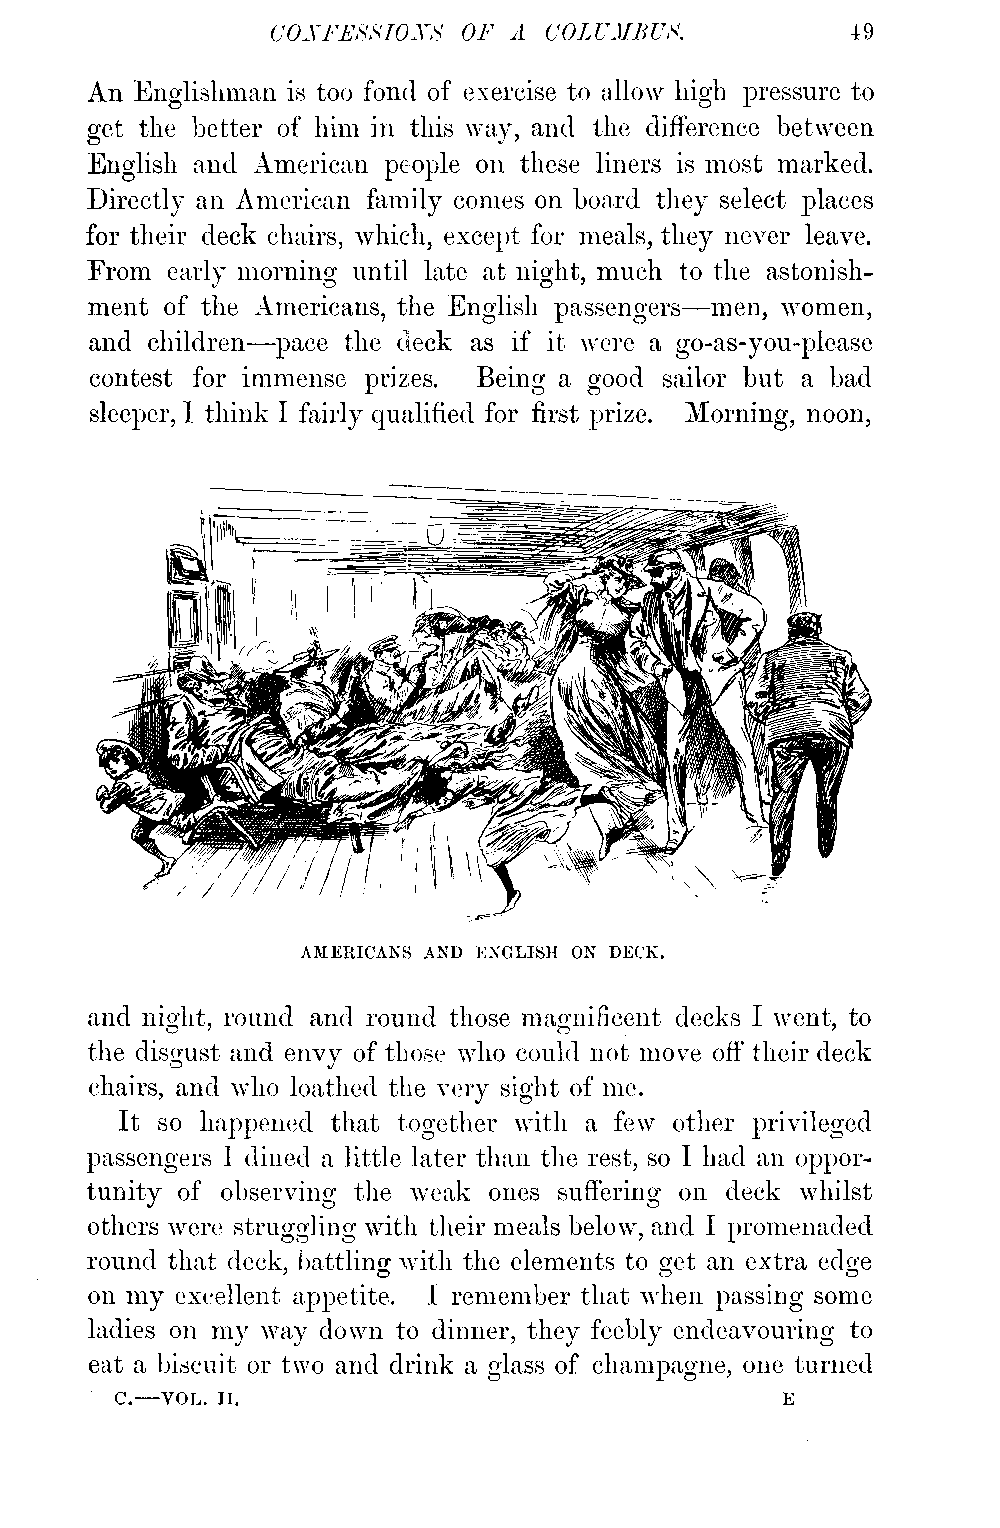 CONFESSIONS OF A COLUMBUS. 49
An Englishman is too fond of exercise to allow high pressure to
get the better of him in this way, and the difference between
English and American people on these liners is most marked.
Directly an American family comes on board they select places
for their deck chairs, which, except for meals, they never leave.
From early morning until late at night, much to the astonish-
ment of the Americans, the English passengers—men, women,
and children—pace the deck as if it were a go-as-you-please
contest for immense prizes. Being a good sailor but a bad
sleeper, I think I fairly qualified for first prize. Morning, noon,
AMERICANS AND ENGLISH ON DECK.
and night, round and round those magnificent decks I went, to
the disgust and envy of those who could not move off their deck
chairs, and who loathed the very sight of me.
It so happened that together with a few other privileged
passengers I dined a little later than the rest, so I had an oppor-
tunity of observing the weak ones suffering on deck whilst
others were struggling with their meals below, and I promenaded
round that deck, battling with the elements to get an extra edge
on my excellent appetite. I remember that when passing some
ladies on my way down to dinner, they feebly endeavouring to
eat a biscuit or two and drink a glass of champagne, one turned
C.—VOL. II. E